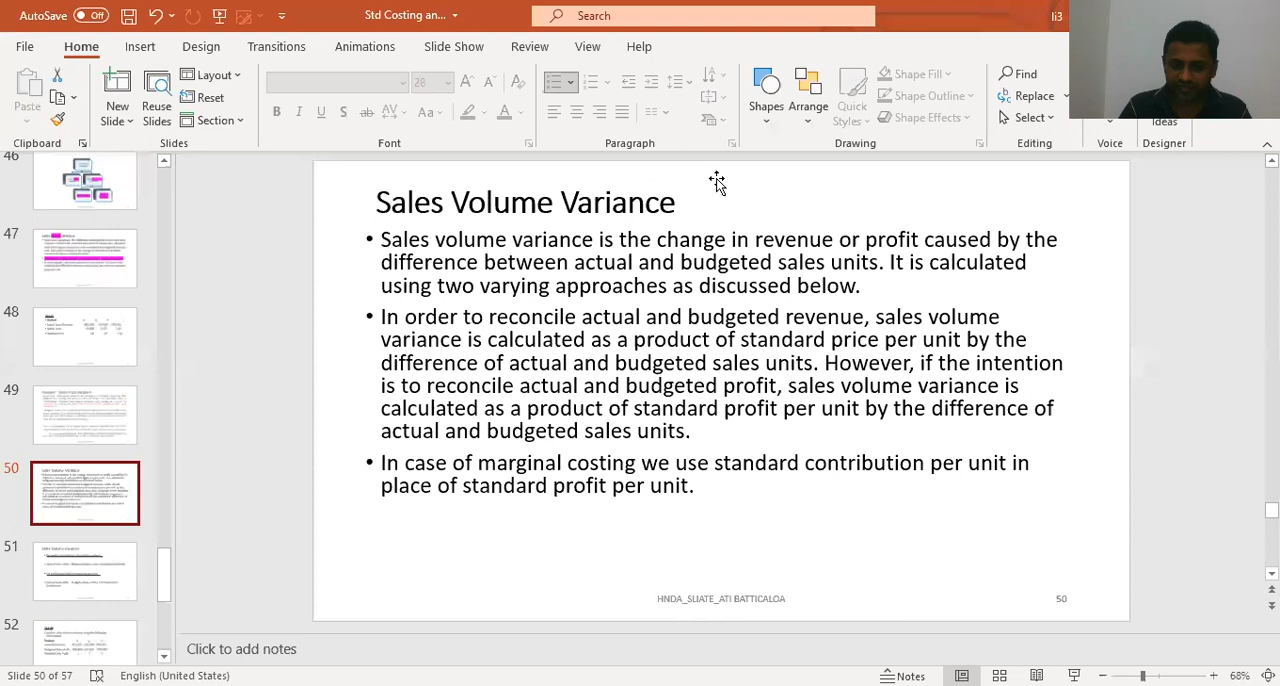 AutoSave Off Std Costing an... Search li3
File Home Insert Design Transitions Animations Slide Show Review View Help
Paste New Slide Reuse Slides Layout Reset Section 28 B I U S ab AV Aa A Shapes Arrange Quick Styles Shape Fill Shape Outline Shape Effects Find Replace Select Ideas
Clipboard Slides Font Paragraph Drawing Editing Voice Designer
46
47
48
49
50
51
52
Sales Volume Variance
• Sales volume variance is the change in revenue or profit caused by the
difference between actual and budgeted sales units. It is calculated
using two varying approaches as discussed below.
• In order to reconcile actual and budgeted revenue, sales volume
variance is calculated as a product of standard price per unit by the
difference of actual and budgeted sales units. However, if the intention
is to reconcile actual and budgeted profit, sales volume variance is
calculated as a product of standard profit per unit by the difference of
actual and budgeted sales units.
• In case of marginal costing we use standard contribution per unit in
place of standard profit per unit.
HNDA_SLIATE_ATI BATTICALOA 50
Click to add notes
Slide 50 of 57 English (United States) Notes 68%